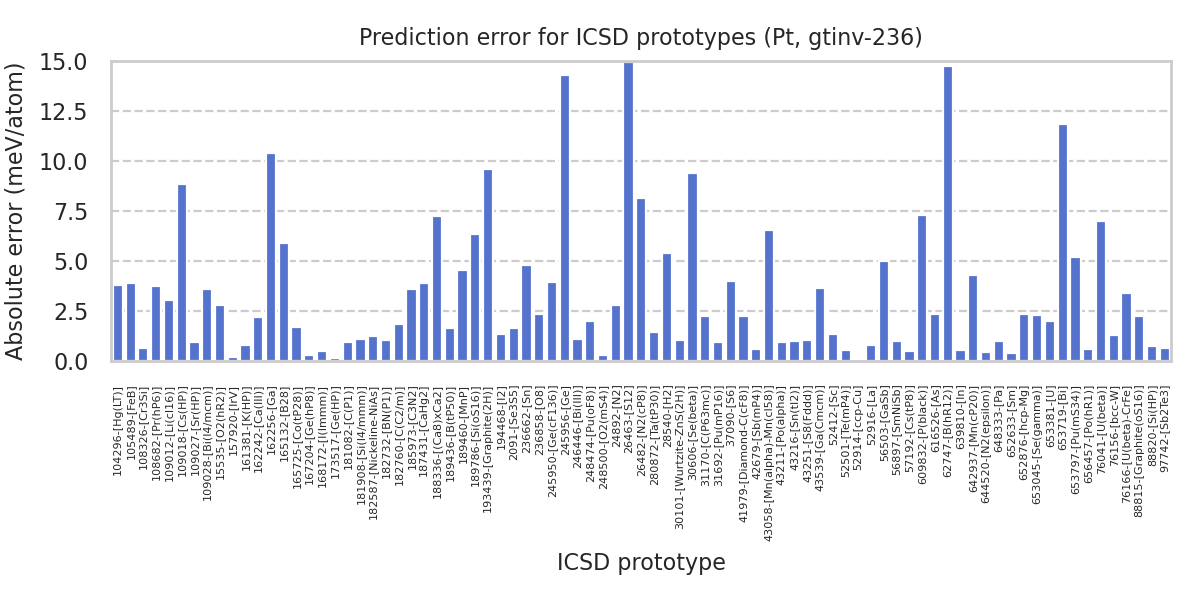 Prediction error for ICSD prototypes (Pt, gtinv-236)
Absolute error (meV/atom)
15.0
12.5
10.0
7.5
5.0
2.5
0.0
104296-[Hg(LT)]
105489-[FeB]
108326-[Cr3Si]
108682-[Pr(hP6)]
109012-[Li(cI16)]
109018-[Cs(HP)]
109027-[Sr(HP)]
109028-[Bi(I4/mcm)]
15535-[O2(hR2)]
157920-[IrV]
161381-[K(HP)]
162242-[Ca(III)]
162256-[Ga]
165132-[B28]
165725-[Co(tP28)]
167204-[Ge(hP8)]
168172-[I(Immm)]
173517-[Ge(HP)]
181082-[C(P1)]
181908-[Si(I4/mmm)]
182587-[Nickeline-NiAs]
182732-[BN(P1)]
182760-[C(C2/m)]
185973-[C3N2]
187431-[CaHg2]
188336-[(Ca8)xCa2]
189436-[B(tP50)]
189460-[MnP]
189786-[Si(oS16)]
193439-[Graphite(2H)]
194468-[I2]
2091-[Se3S5]
236662-[Sn]
236858-[O8]
245950-[Ge(cF136)]
245956-[Ge]
246446-[Bi(III)]
248474-[Pu(oF8)]
248500-[O2(mS4)]
24892-[N2]
26463-[S12]
26482-[N2(cP8)]
280872-[Ta(tP30)]
28540-[H2]
30101-[Wurtzite-ZnS(2H)]
30606-[Se(beta)]
31170-[C(P63mc)]
31692-[Pu(mP16)]
37090-[S6]
41979-[Diamond-C(cF8)]
42679-[Sb(mP4)]
43058-[Mn(alpha)-Mn(cI58)]
43211-[Po(alpha)]
43216-[Sn(tI2)]
43251-[S8(Fddd)]
43539-[Ga(Cmcm)]
52412-[Sc]
52501-[Te(mP4)]
52914-[ccp-Cu]
52916-[La]
56503-[GaSb]
56897-[SmNiSb]
57192-[Cs(tP8)]
609832-[P(black)]
616526-[As]
62747-[B(hR12)]
639810-[In]
642937-[Mn(cP20)]
644520-[N2(epsilon)]
648333-[Pa]
652633-[Sm]
652876-[hcp-Mg]
653045-[Se(gamma)]
653381-[U]
653719-[Bi]
653797-[Pu(mS34)]
656457-[Po(hR1)]
76041-[U(beta)]
76156-[bcc-W]
76166-[U(beta)-CrFe]
88815-[Graphite(oS16)]
88820-[Si(HP)]
97742-[Sb2Te3]
ICSD prototype